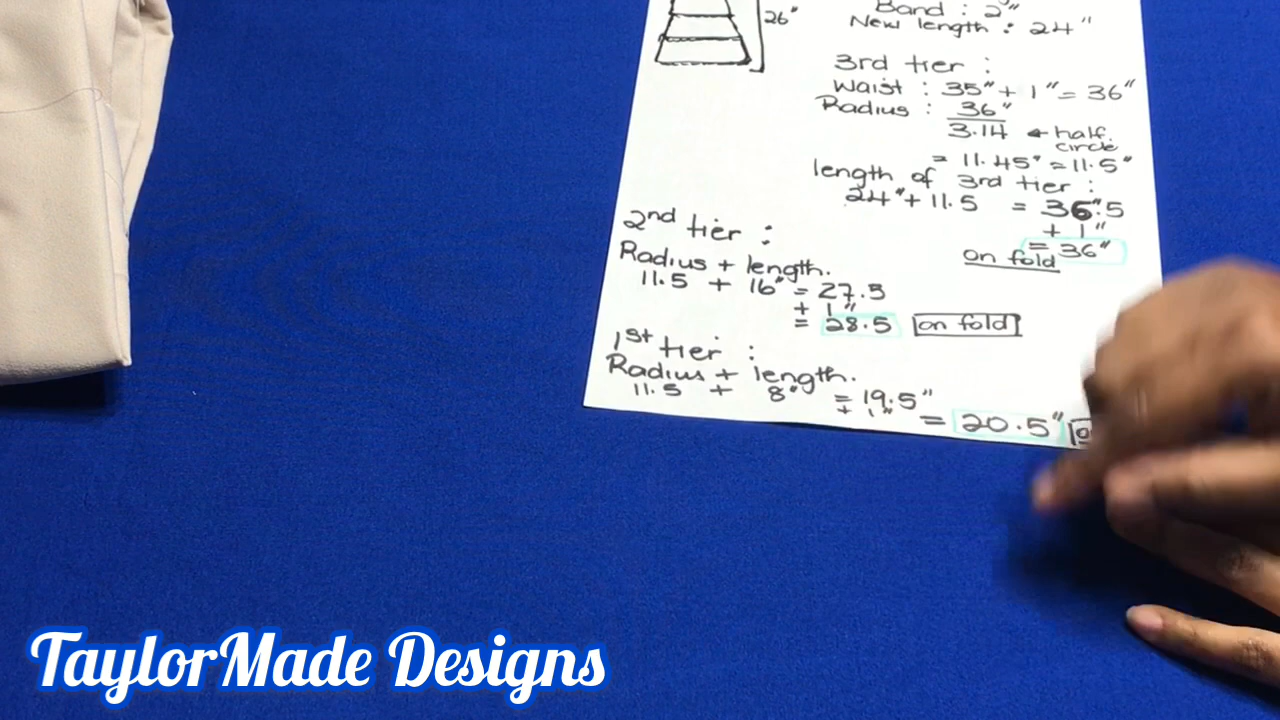 26"
Band : 2"
New length : 24"
3rd tier :
Waist : 35" + 1" = 36"
Radius : 36"
3.14 ← half circle
= 11.45" = 11.5"
length of 3rd tier :
24" + 11.5 = 36".5
+ 1"
= 36"
on fold
2nd tier :
Radius + length.
11.5 + 16" = 27.5
+ 1"
= 28.5 on fold
1st tier :
Radius + length.
11.5 + 8" = 19.5"
+ 1"
= 20.5"
TaylorMade Designs